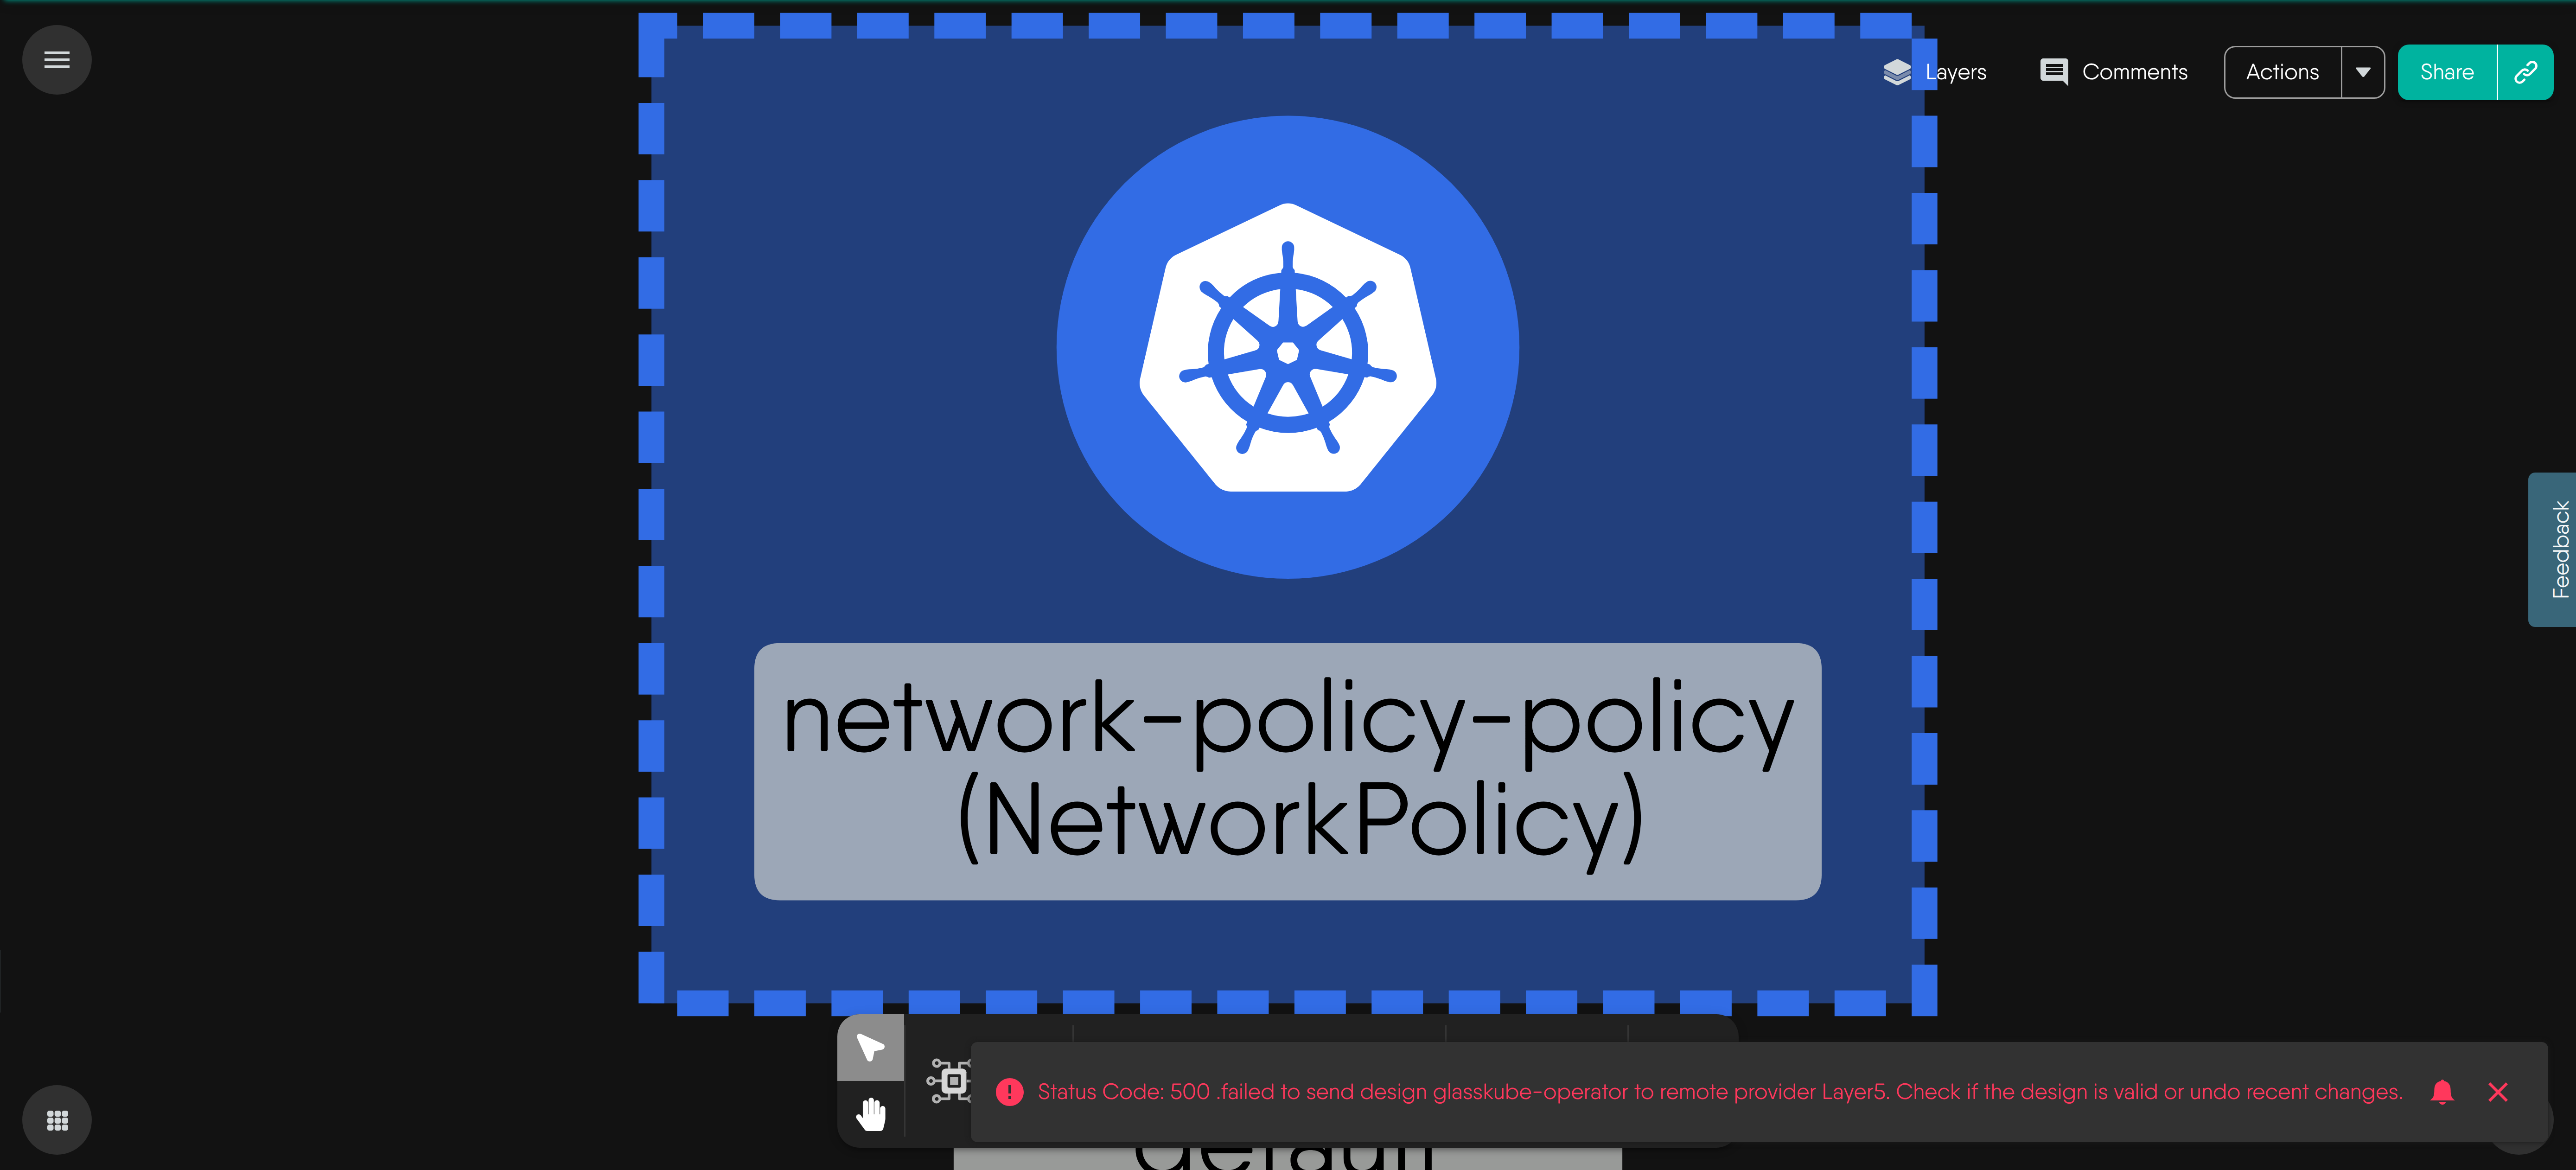 Layers
Comments
Actions
Share
Feedback
network-policy-policy
(NetworkPolicy)
Status Code: 500 .failed to send design glasskube-operator to remote provider Layer5. Check if the design is valid or undo recent changes.
default